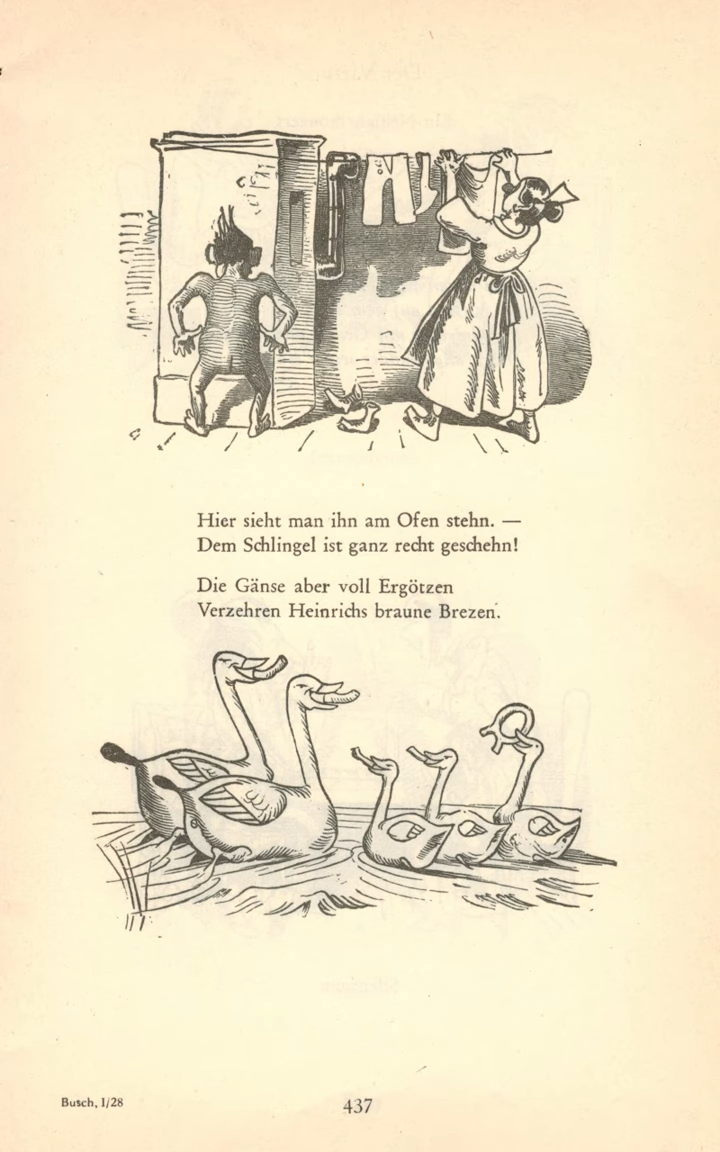 Hier sieht man ihn am Ofen stehn. —
Dem Schlingel ist ganz recht geschehn!
Die Gänse aber voll Ergötzen
Verzehren Heinrichs braune Brezen.
Busch, I/28
437